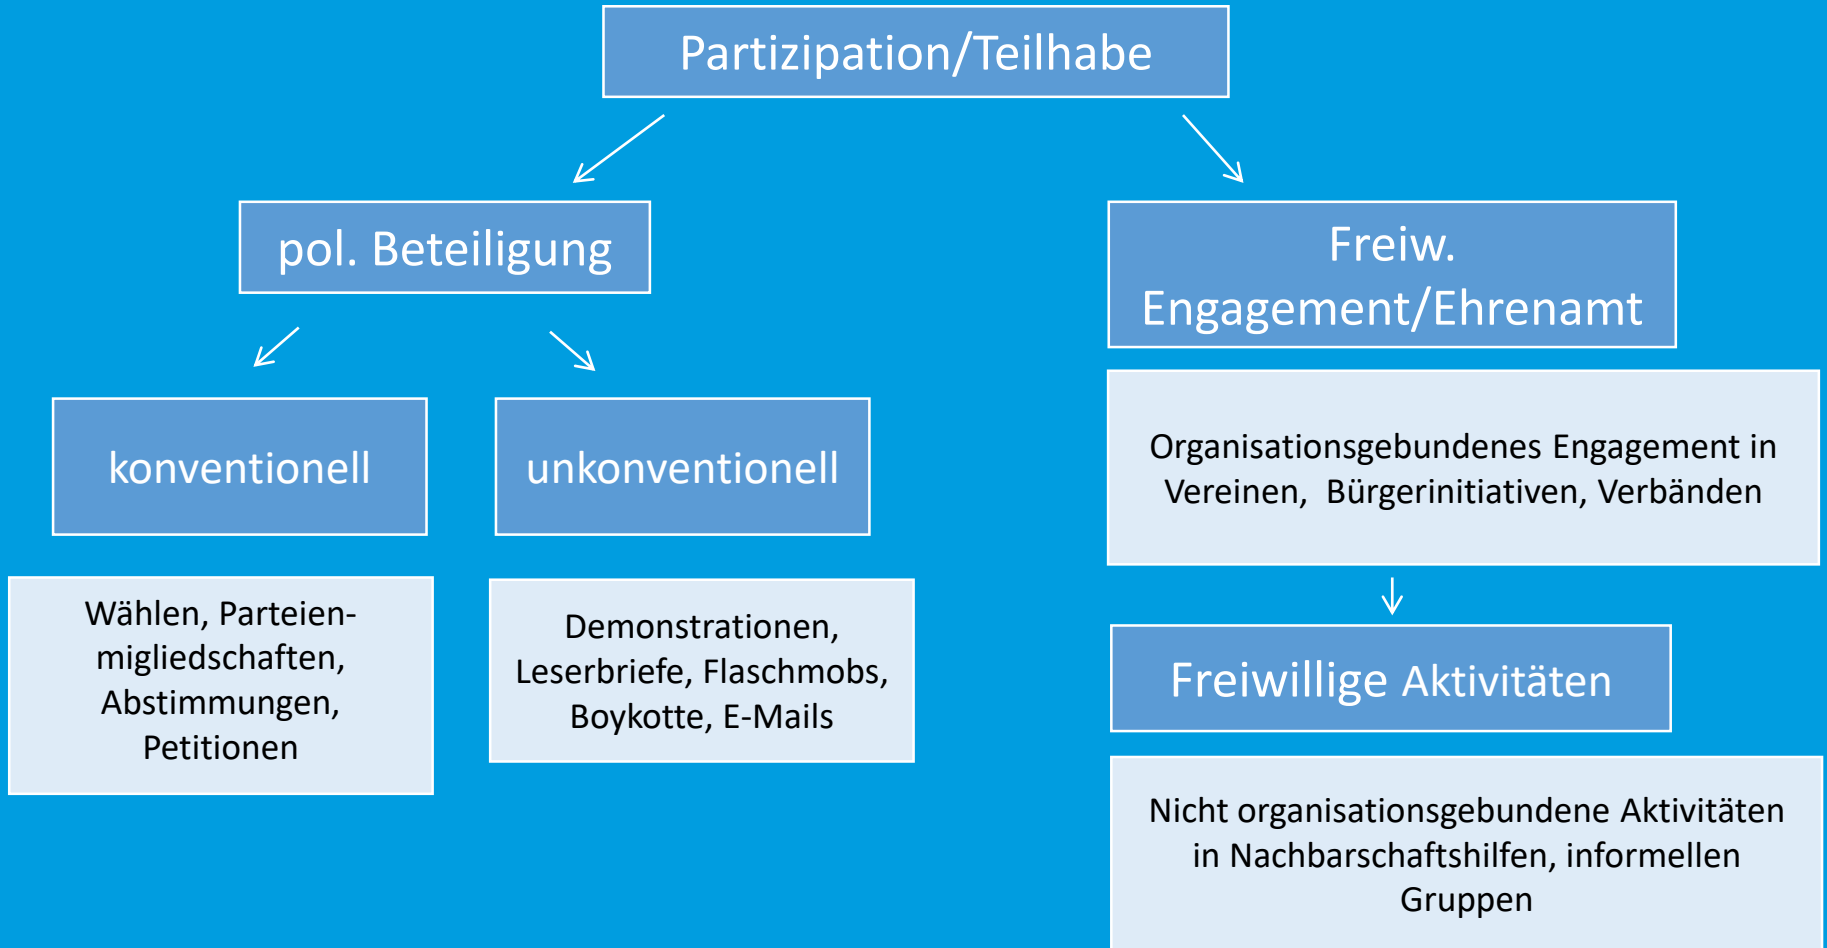 Partizipation/Teilhabe
pol. Beteiligung
konventionell
Wählen, Parteien-
migliedschaften,
Abstimmungen,
Petitionen
unkonventionell
Demonstrationen,
Leserbriefe, Flaschmobs,
Boykotte, E-Mails
Freiw.
Engagement/Ehrenamt
Organisationsgebundenes Engagement in
Vereinen, Bürgerinitiativen, Verbänden
Freiwillige Aktivitäten
Nicht organisationsgebundene Aktivitäten
in Nachbarschaftshilfen, informellen
Gruppen